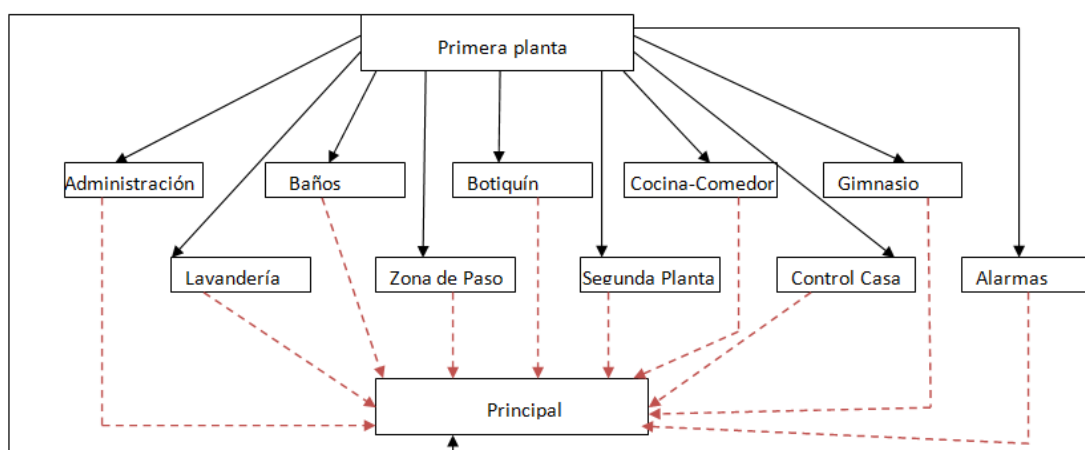 Primera planta
Administración
Baños
Botiquín
Cocina-Comedor
Gimnasio
Lavandería
Zona de Paso
Segunda Planta
Control Casa
Alarmas
Principal